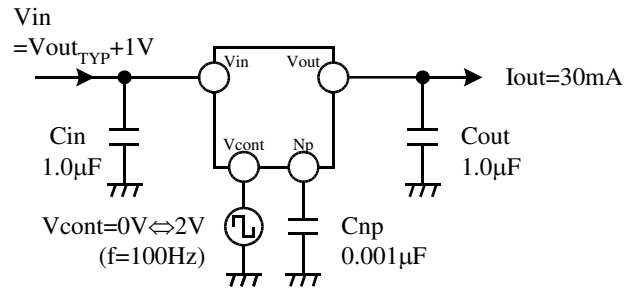 Vin
=VoutTYP+1V
Vin
Vout
Iout=30mA
Cin
1.0μF
Vcont
Np
Cout
1.0μF
Vcont=0V⇔2V
(f=100Hz)
Cnp
0.001μF